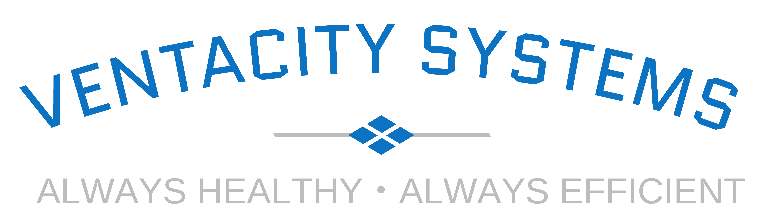 VENTACITY SYSTEMS
ALWAYS HEALTHY • ALWAYS EFFICIENT